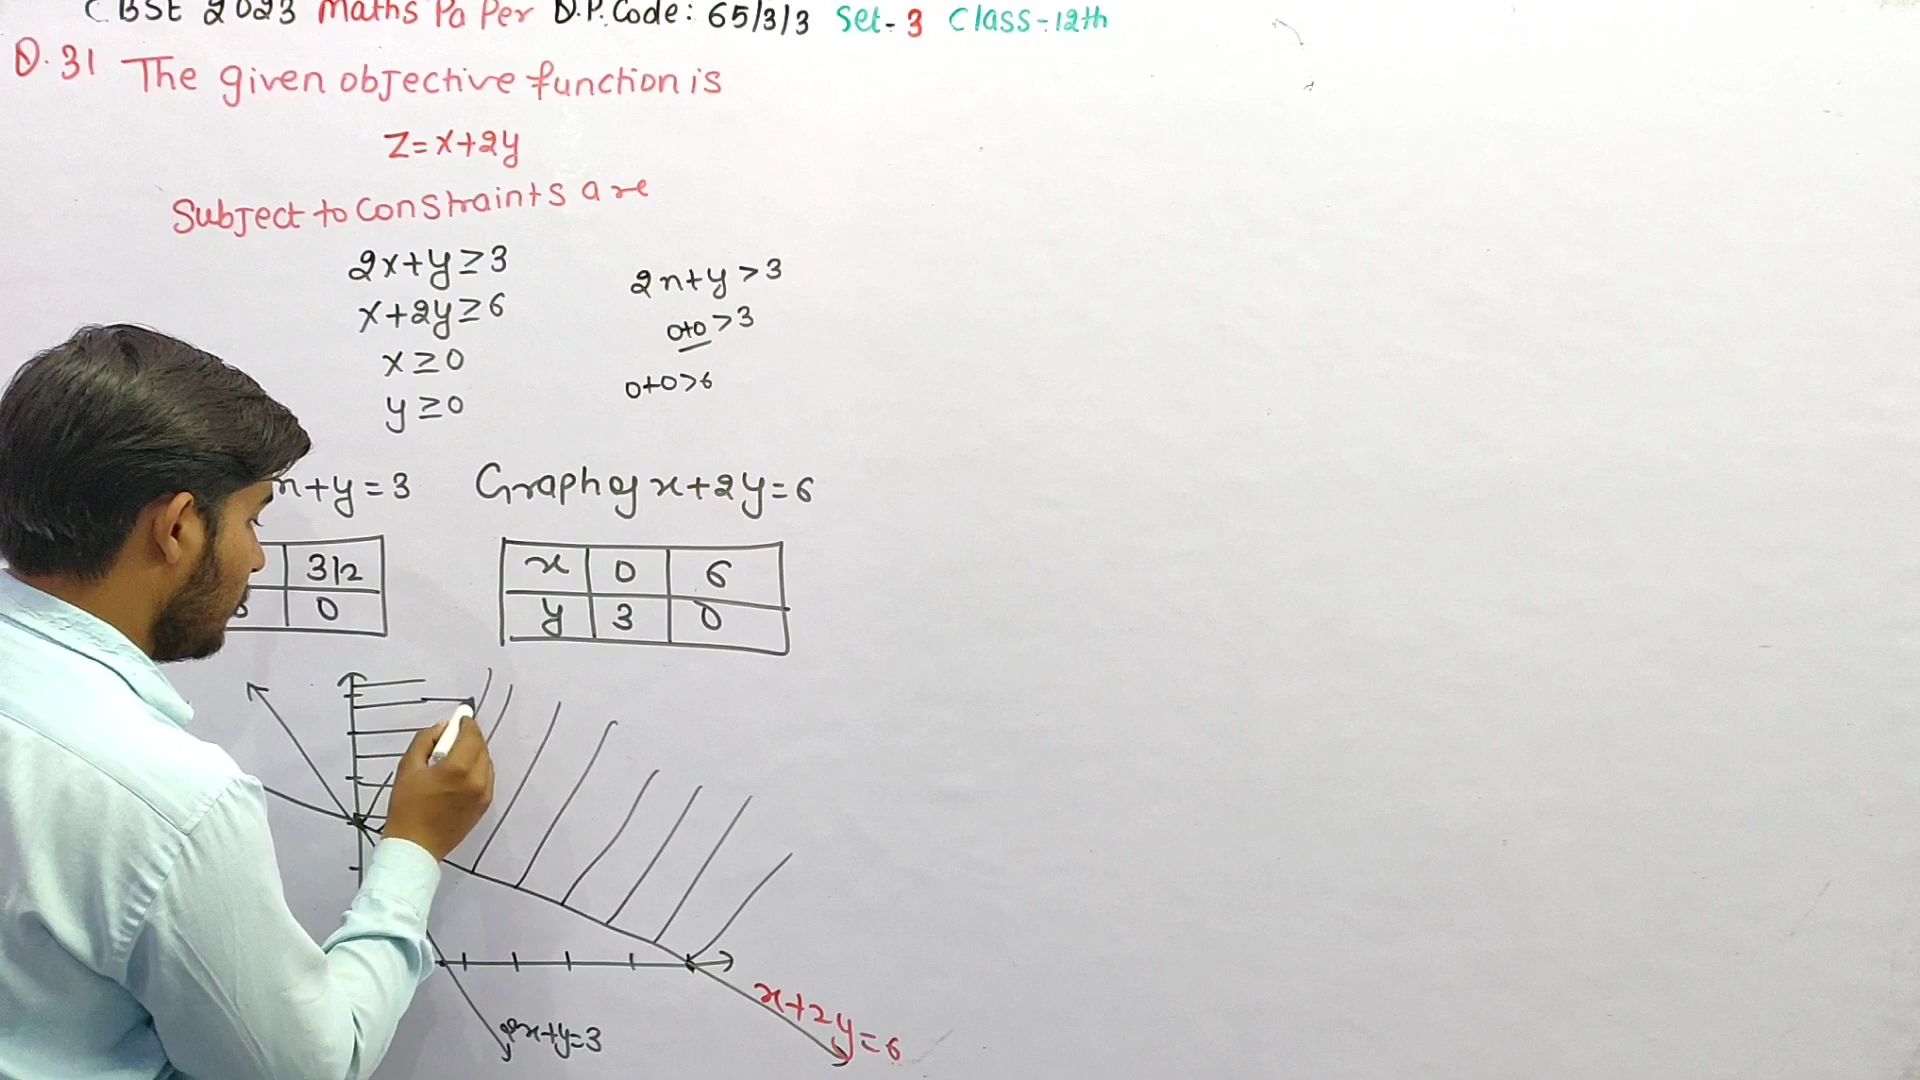 CBSE 2023 Maths Paper Q.P. Code: 65/3/3 Set-3 Class-:12th
Q.31 The given objective function is
Z=x+2y
Subject to constraints are
2x+y≥3
x+2y≥6
x≥0
y≥0
2x+y>3
0+0>3
0+0>6
x+y=3 Graph of x+2y=6
3/2
0
x 0 6
y 3 0
2x+y=3
x+2y=6